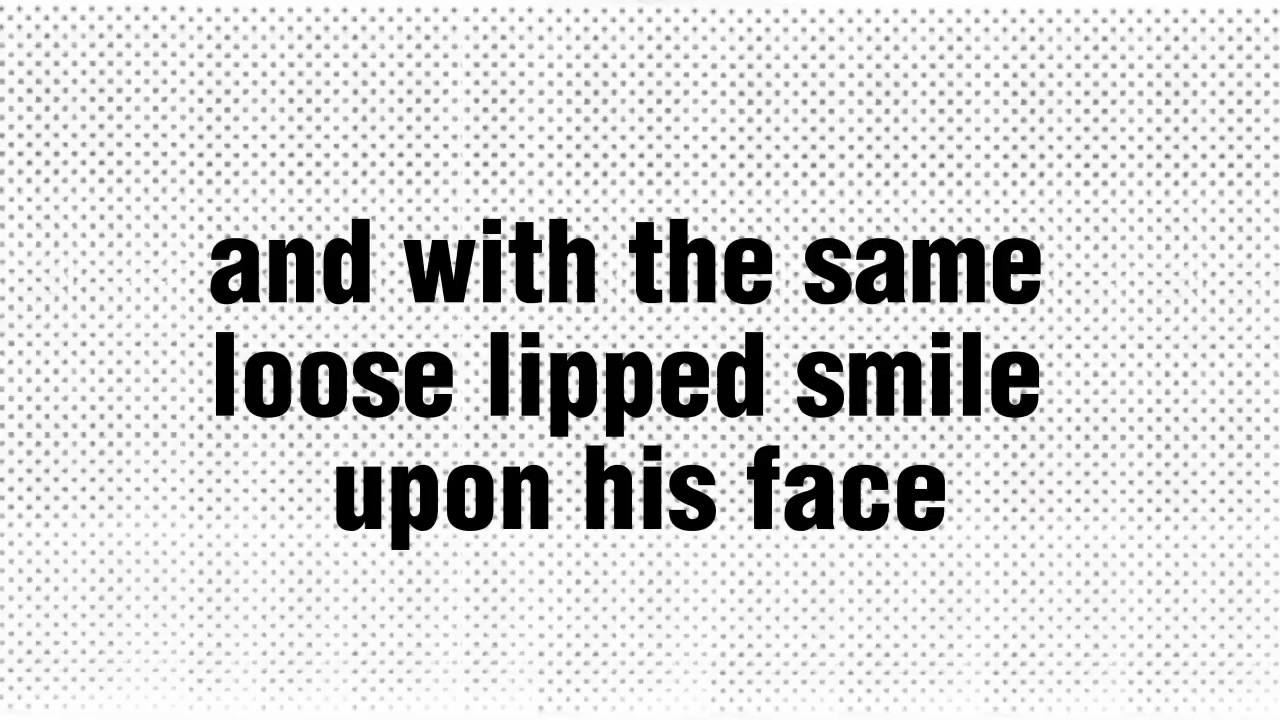 and with the same
loose lipped smile
upon his face